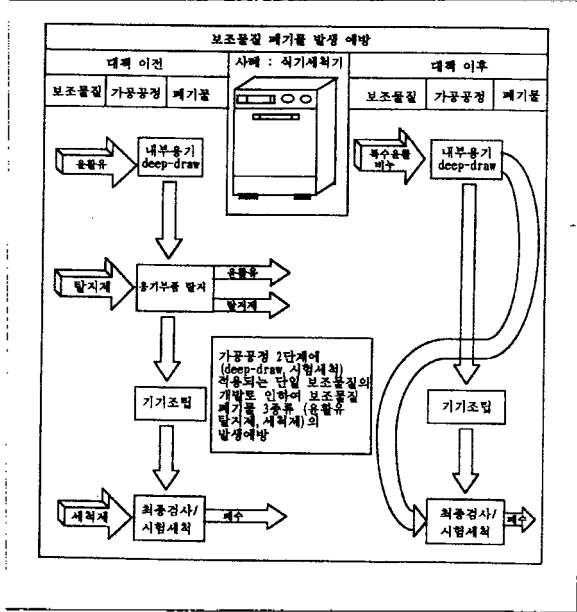 보조물질 폐기물 발생 예방
대책 이전
사례 : 식기세척기
대책 이후
보조물질
가공공정
폐기물
보조물질
가공공정
폐기물
윤활유
내부용기
deep-draw
특수윤활
비누
내부용기
deep-draw
탈지제
용기부품 탈지
윤활유
탈지제
가공공정 2단계에
(deep-draw, 시험세척)
적용되는 단일 보조물질의
개발로 인하여 보조물질
폐기물 3종류 (윤활유
탈지제, 세척제)의
발생예방
기기조립
기기조립
세척제
최종검사/
시험세척
폐수
최종검사/
시험세척
폐수